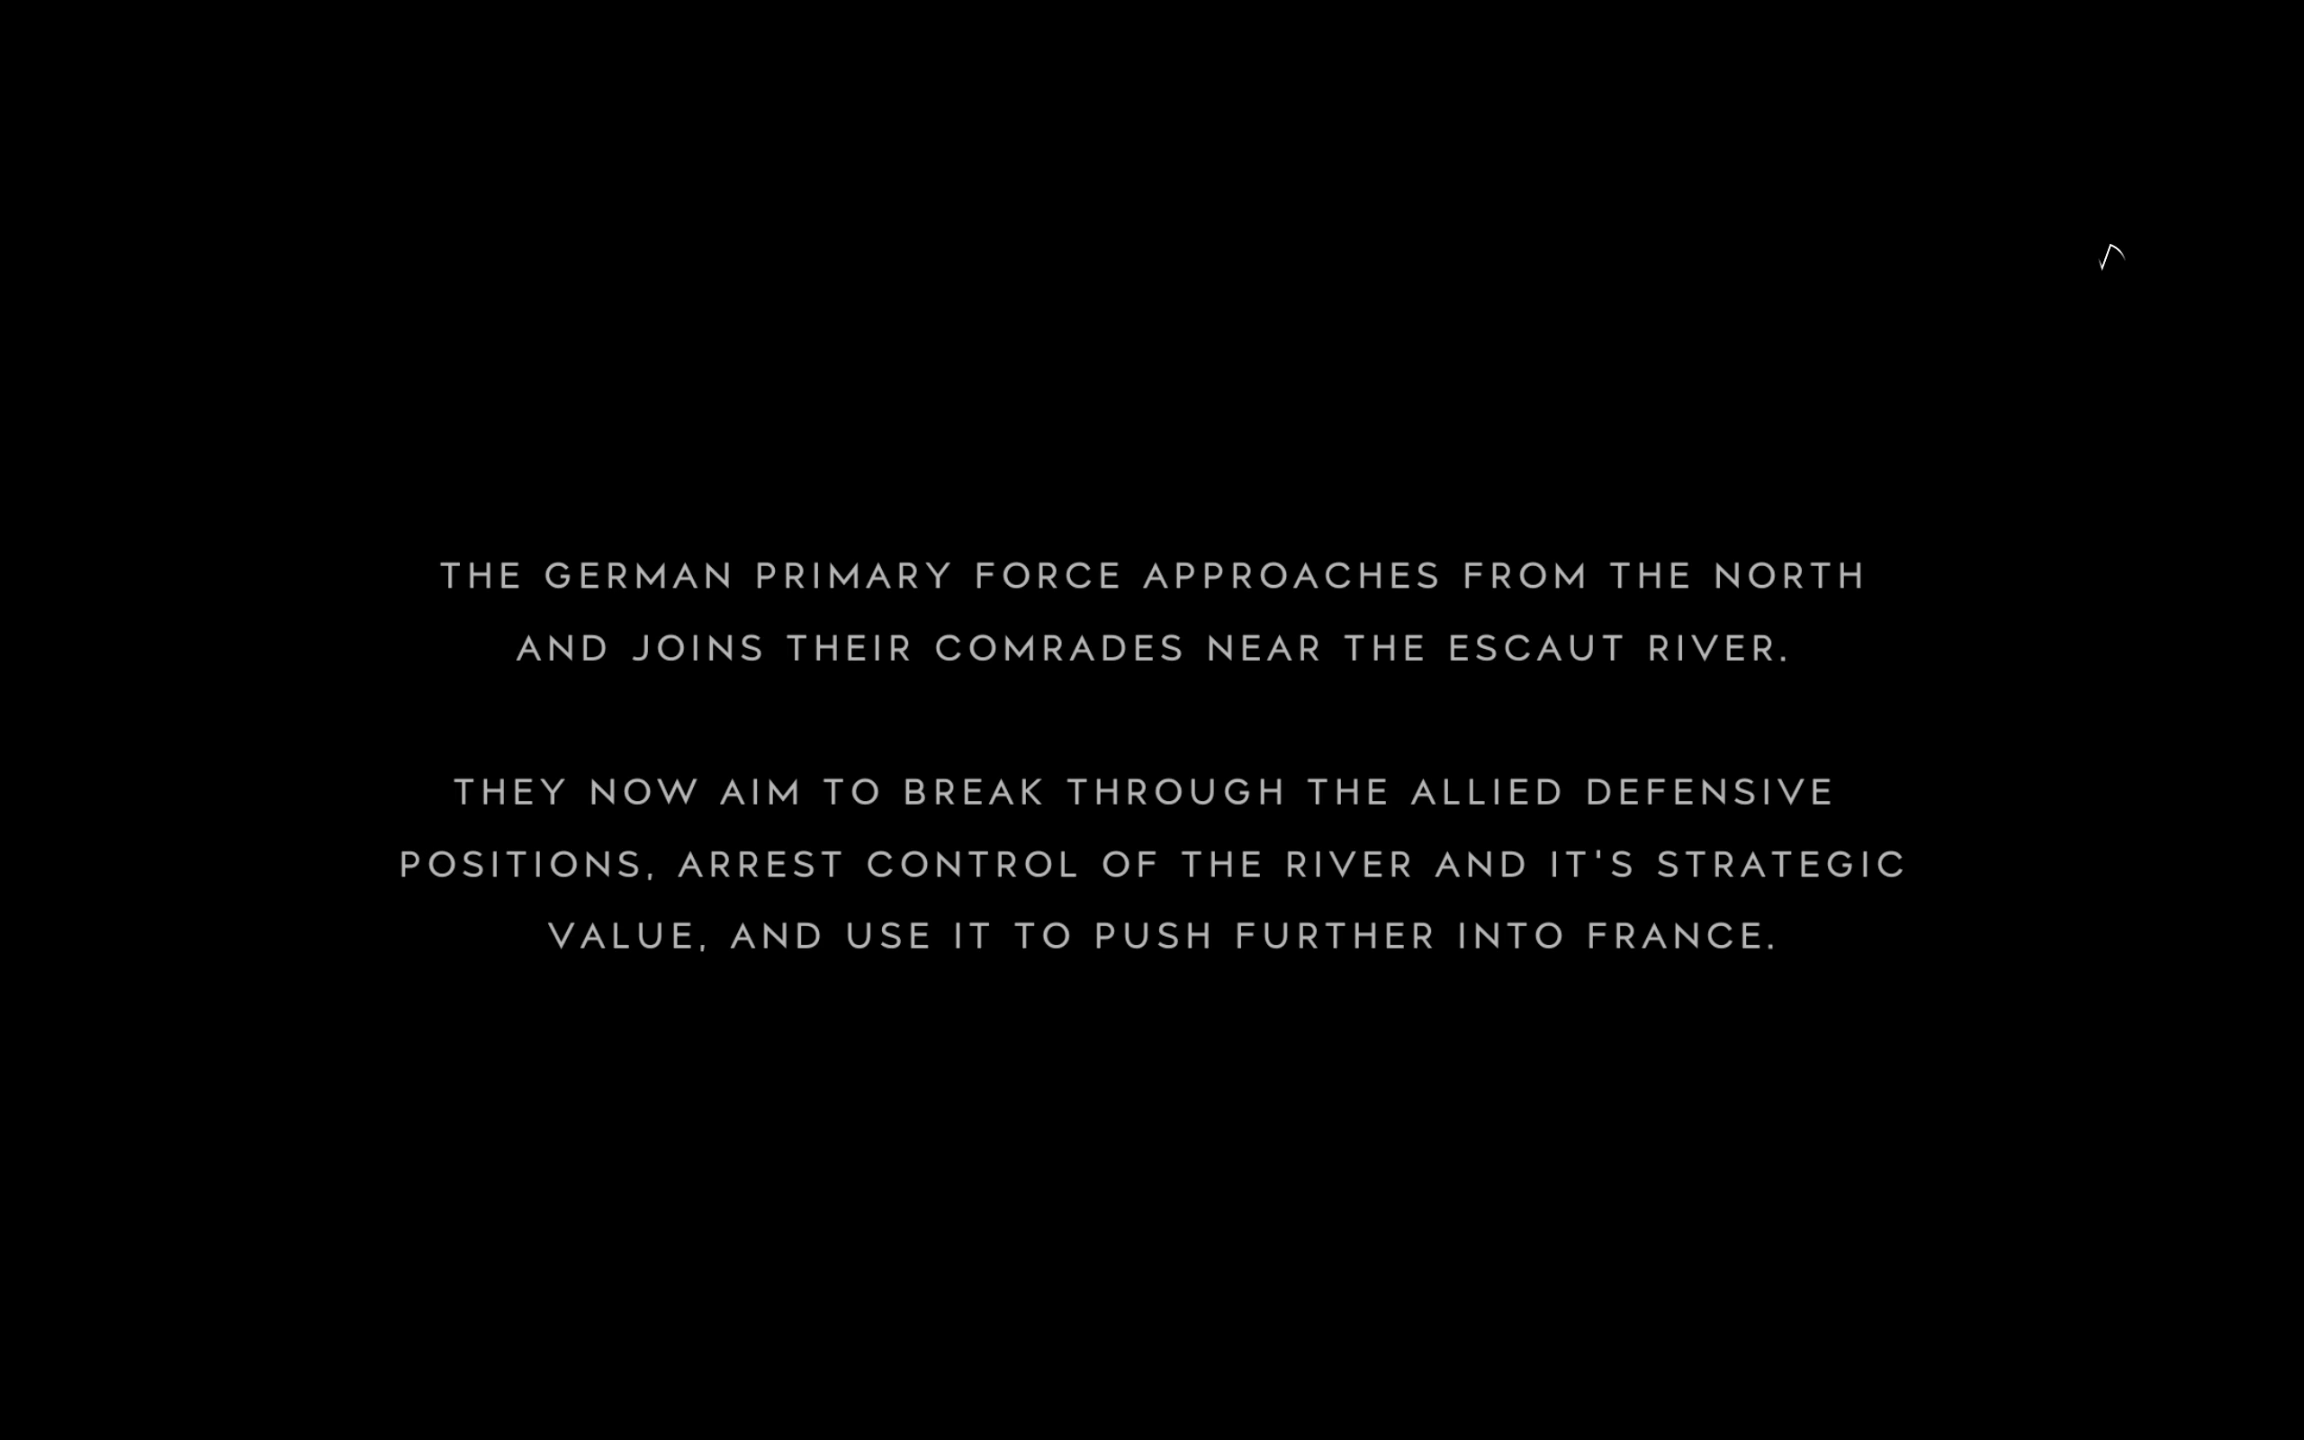 THE GERMAN PRIMARY FORCE APPROACHES FROM THE NORTH
AND JOINS THEIR COMRADES NEAR THE ESCAUT RIVER.
THEY NOW AIM TO BREAK THROUGH THE ALLIED DEFENSIVE
POSITIONS, ARREST CONTROL OF THE RIVER AND IT'S STRATEGIC
VALUE, AND USE IT TO PUSH FURTHER INTO FRANCE.